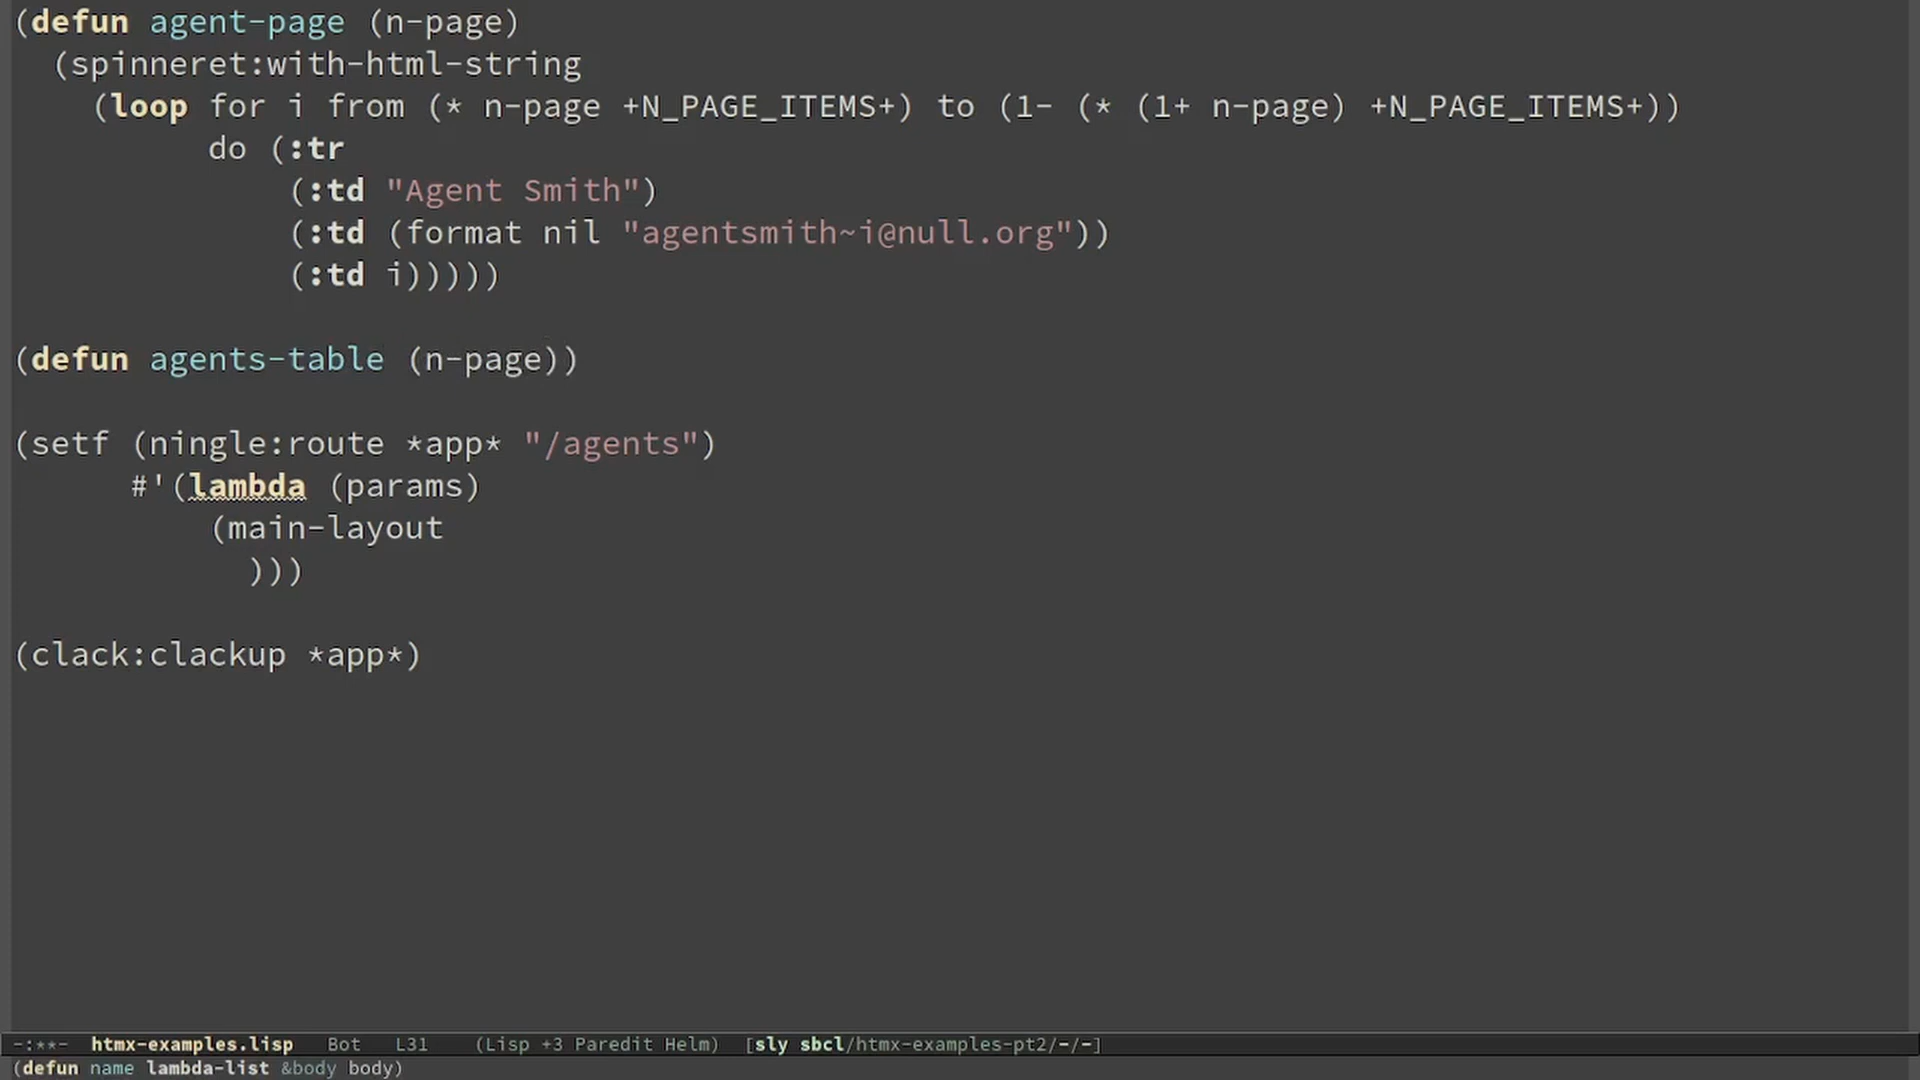 (defun agent-page (n-page)
  (spinneret:with-html-string
    (loop for i from (* n-page +N_PAGE_ITEMS+) to (1- (* (1+ n-page) +N_PAGE_ITEMS+))
          do (:tr
              (:td "Agent Smith")
              (:td (format nil "agentsmith~i@null.org"))
              (:td i)))))
(defun agents-table (n-page))
(setf (ningle:route *app* "/agents")
      #'(lambda (params)
          (main-layout
            )))
(clack:clackup *app*)
-:**-  htmx-examples.lisp   Bot   L31    (Lisp +3 Paredit Helm)  [sly sbcl/htmx-examples-pt2/-/-]
(defun name lambda-list &body body)